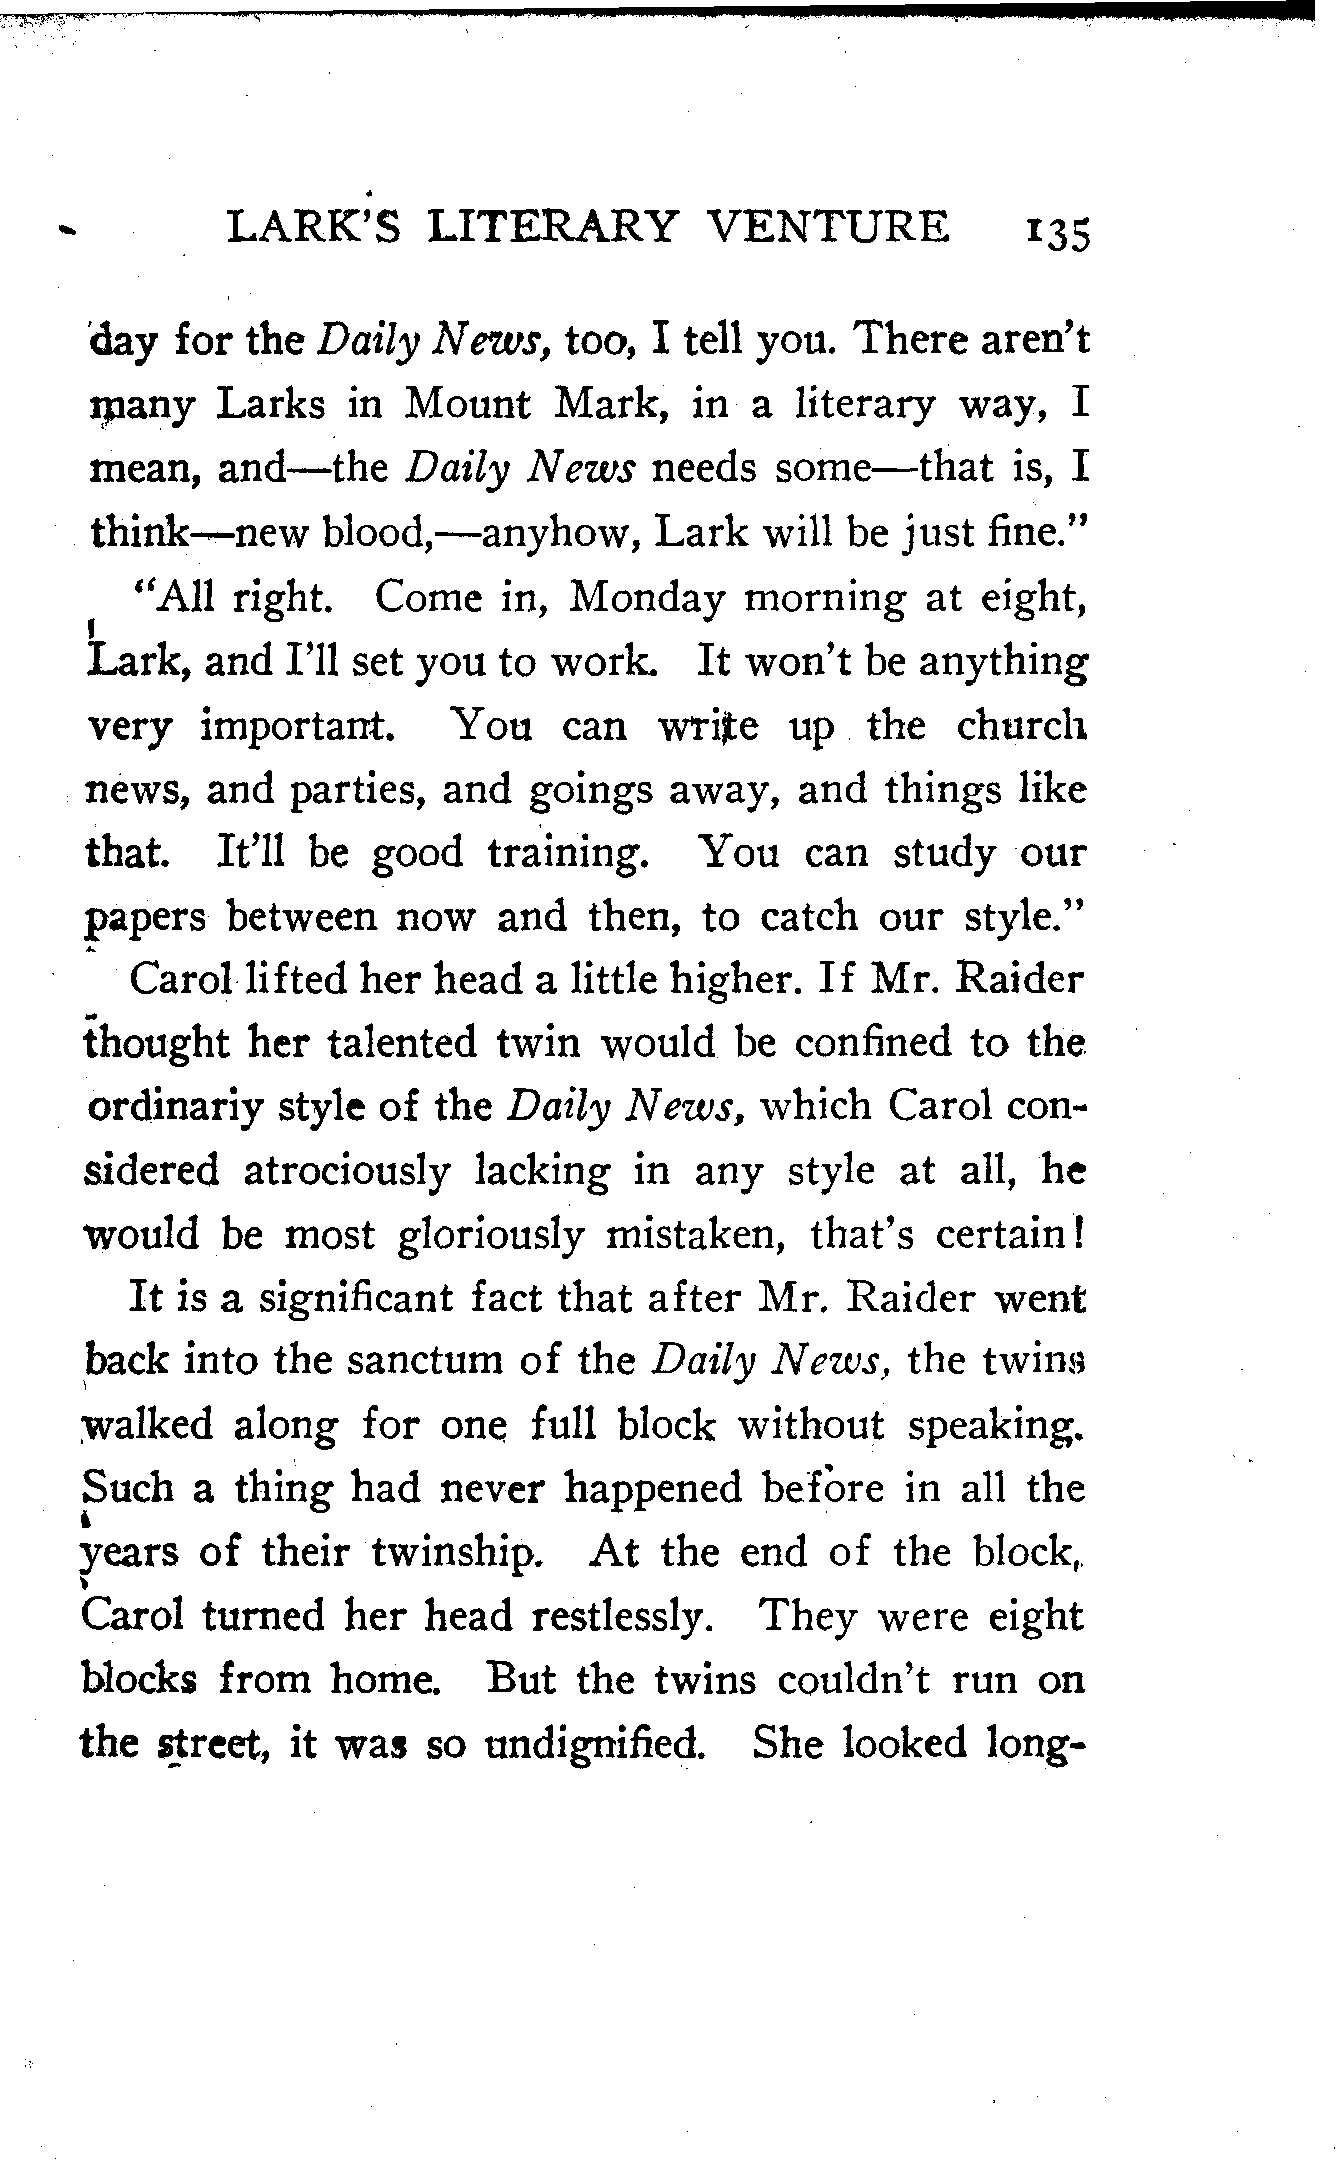 LARK'S LITERARY VENTURE 135
day for the Daily News, too, I tell you. There aren't
many Larks in Mount Mark, in a literary way, I
mean, and—the Daily News needs some—that is, I
think—new blood,—anyhow, Lark will be just fine."
"All right. Come in, Monday morning at eight,
Lark, and I'll set you to work. It won't be anything
very important. You can write up the church
news, and parties, and goings away, and things like
that. It'll be good training. You can study our
papers between now and then, to catch our style."
Carol lifted her head a little higher. If Mr. Raider
thought her talented twin would be confined to the
ordinariy style of the Daily News, which Carol con-
sidered atrociously lacking in any style at all, he
would be most gloriously mistaken, that's certain!
It is a significant fact that after Mr. Raider went
back into the sanctum of the Daily News, the twins
walked along for one full block without speaking.
Such a thing had never happened before in all the
years of their twinship. At the end of the block,
Carol turned her head restlessly. They were eight
blocks from home. But the twins couldn't run on
the street, it was so undignified. She looked long-